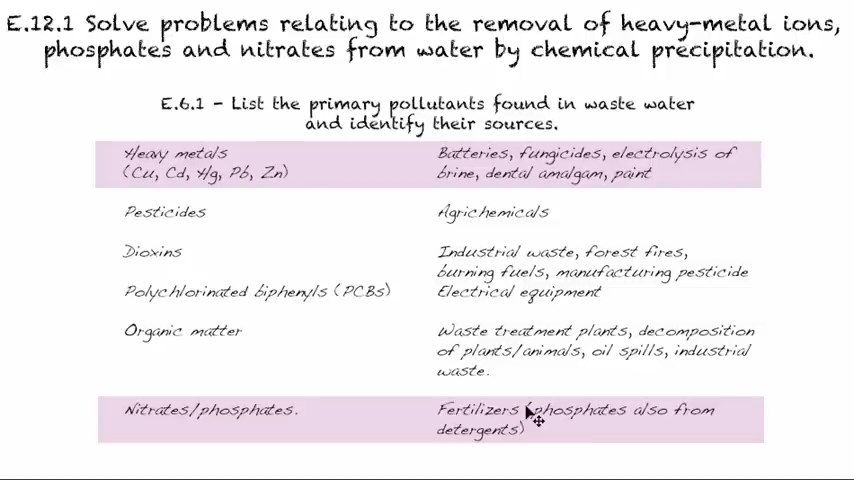 E.12.1 Solve problems relating to the removal of heavy-metal ions,
phosphates and nitrates from water by chemical precipitation.
E.6.1 - List the primary pollutants found in waste water
and identify their sources.
Heavy metals
(Cu, Cd, Hg, Pb, Zn)
Batteries, fungicides, electrolysis of
brine, dental amalgam, paint
Pesticides
Agrichemicals
Dioxins
Industrial waste, forest fires,
burning fuels, manufacturing pesticide
Polychlorinated biphenyls (PCBs)
Electrical equipment
Organic matter
Waste treatment plants, decomposition
of plants/animals, oil spills, industrial
waste.
Nitrates/phosphates.
Fertilizers (phosphates also from
detergents)